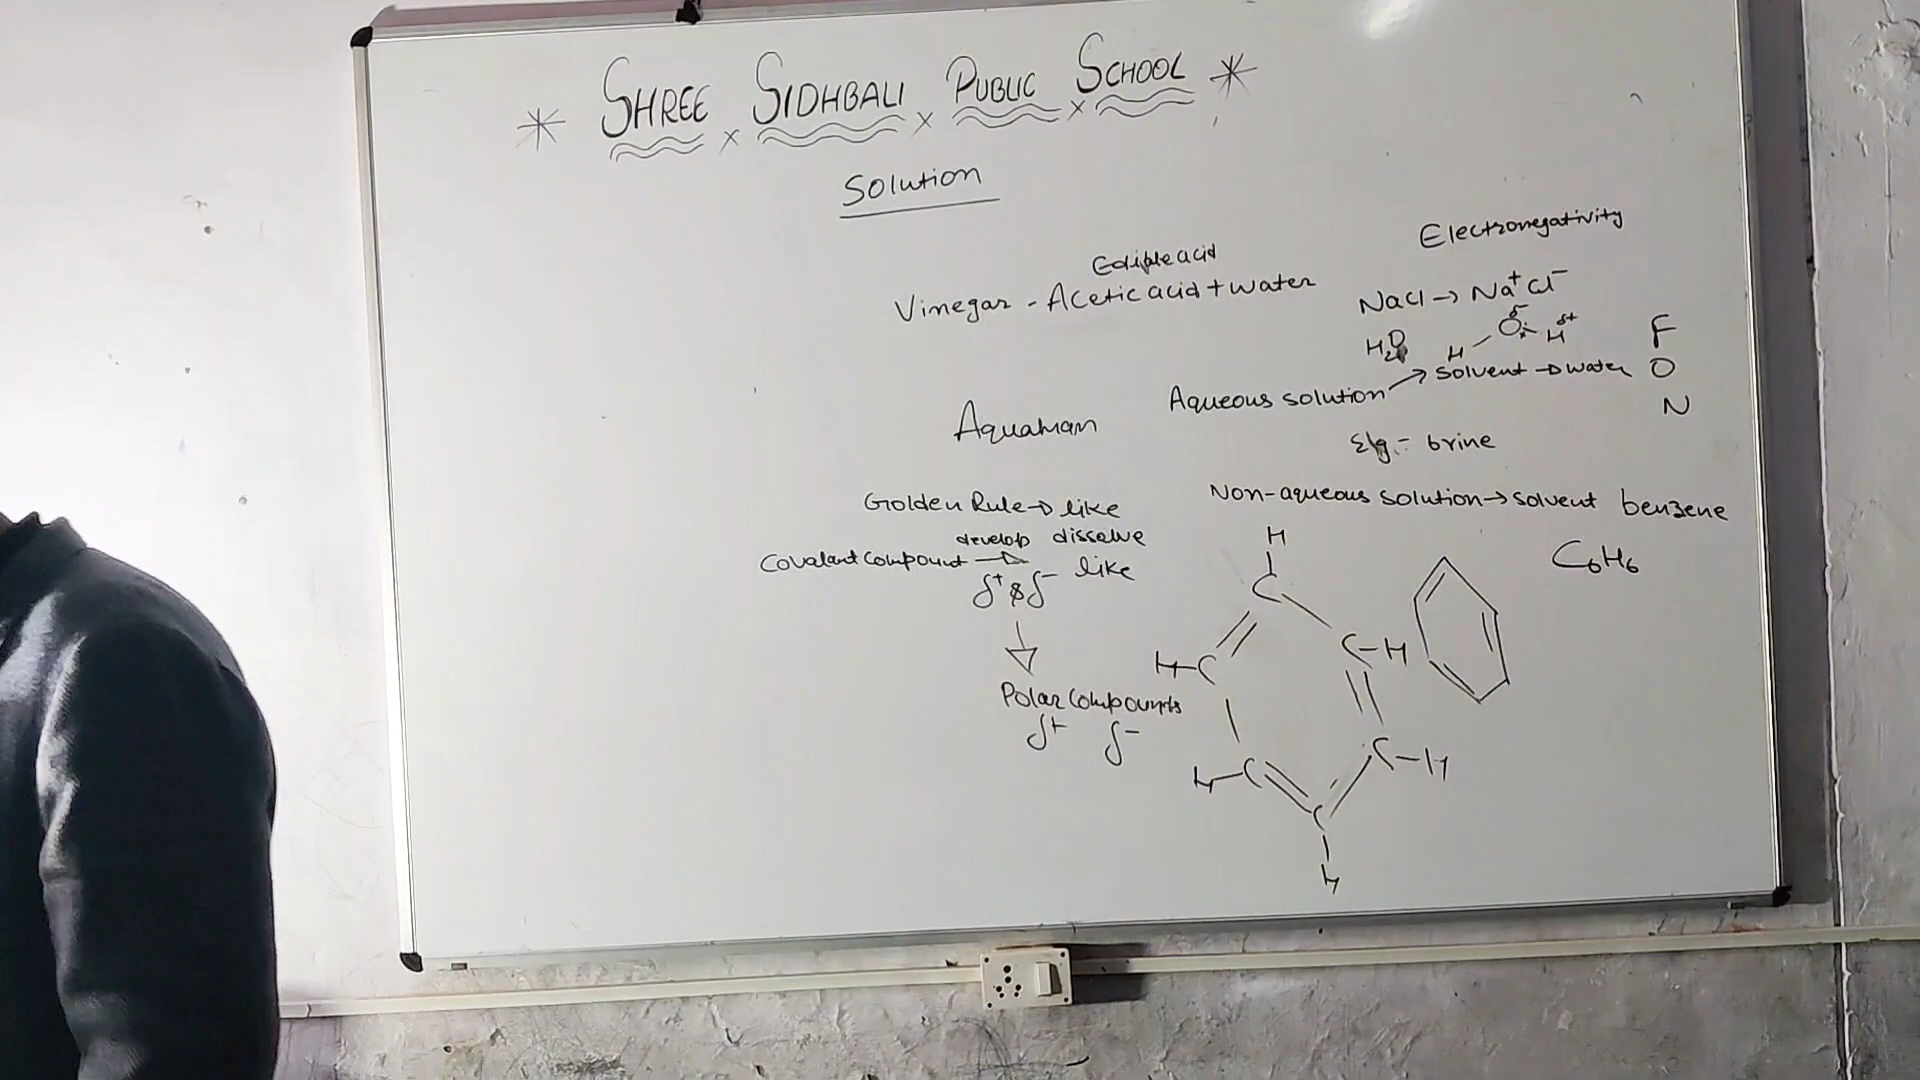 * SHREE x SIDHBALI x PUBLIC x SCHOOL *
Solution
Electronegativity
Edible acid
Vinegar - Acetic acid + water
NaCl → Na⁺ Cl⁻
H₂O
H - O δ⁻ - H δ⁺
F
O
N
Aqueous solution → Solvent → water
Aquaman
E/g :- brine
Non-aqueous solution → solvent benzene
C₆H₆
Golden Rule → like
dissolve
like
Covalent compound develop →
δ⁺ & δ⁻
Polar compounds
δ⁺ δ⁻
H
C
H-C
C-H
H-C
C-H
C
H